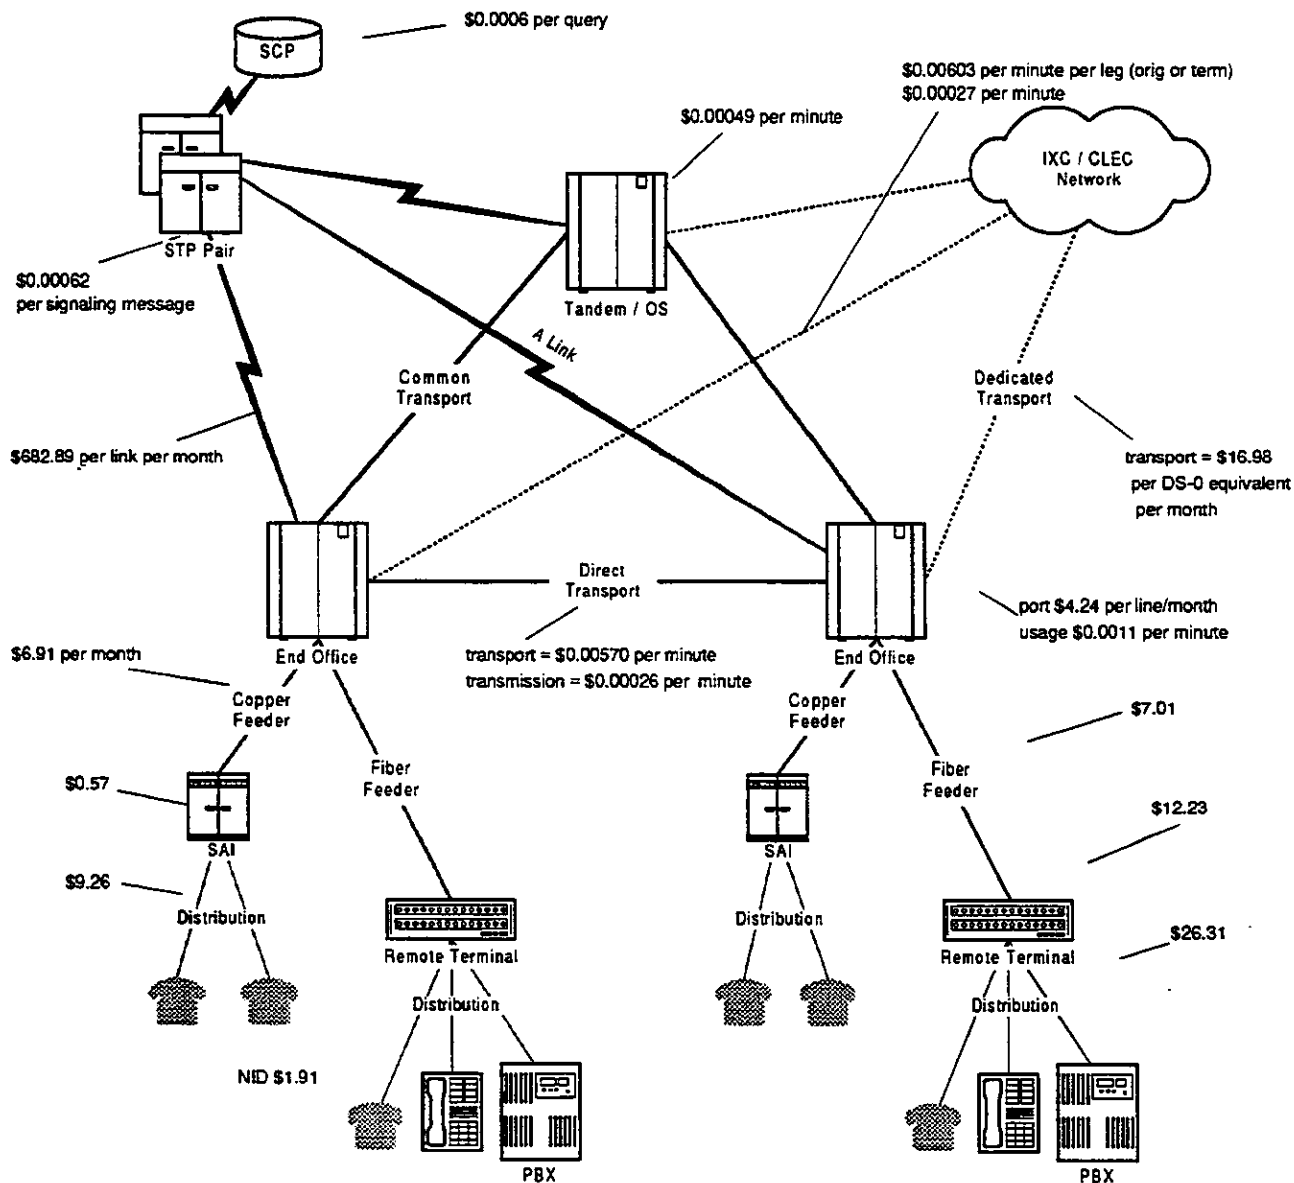 $0.0006 per query
SCP
$0.00603 per minute per leg (orig or term)
$0.00027 per minute
$0.00049 per minute
IXC / CLEC
Network
STP Pair
$0.00062
per signaling message
Tandem / OS
A Link
Common
Transport
Dedicated
Transport
$682.89 per link per month
transport = $16.98
per DS-0 equivalent
per month
Direct
Transport
port $4.24 per line/month
usage $0.0011 per minute
End Office
End Office
$6.91 per month
transport = $0.00570 per minute
transmission = $0.00026 per minute
Copper
Feeder
Copper
Feeder
$7.01
Fiber
Feeder
Fiber
Feeder
$0.57
$12.23
SAI
SAI
$9.26
Distribution
Distribution
$26.31
Remote Terminal
Remote Terminal
Distribution
Distribution
NID $1.91
PBX
PBX